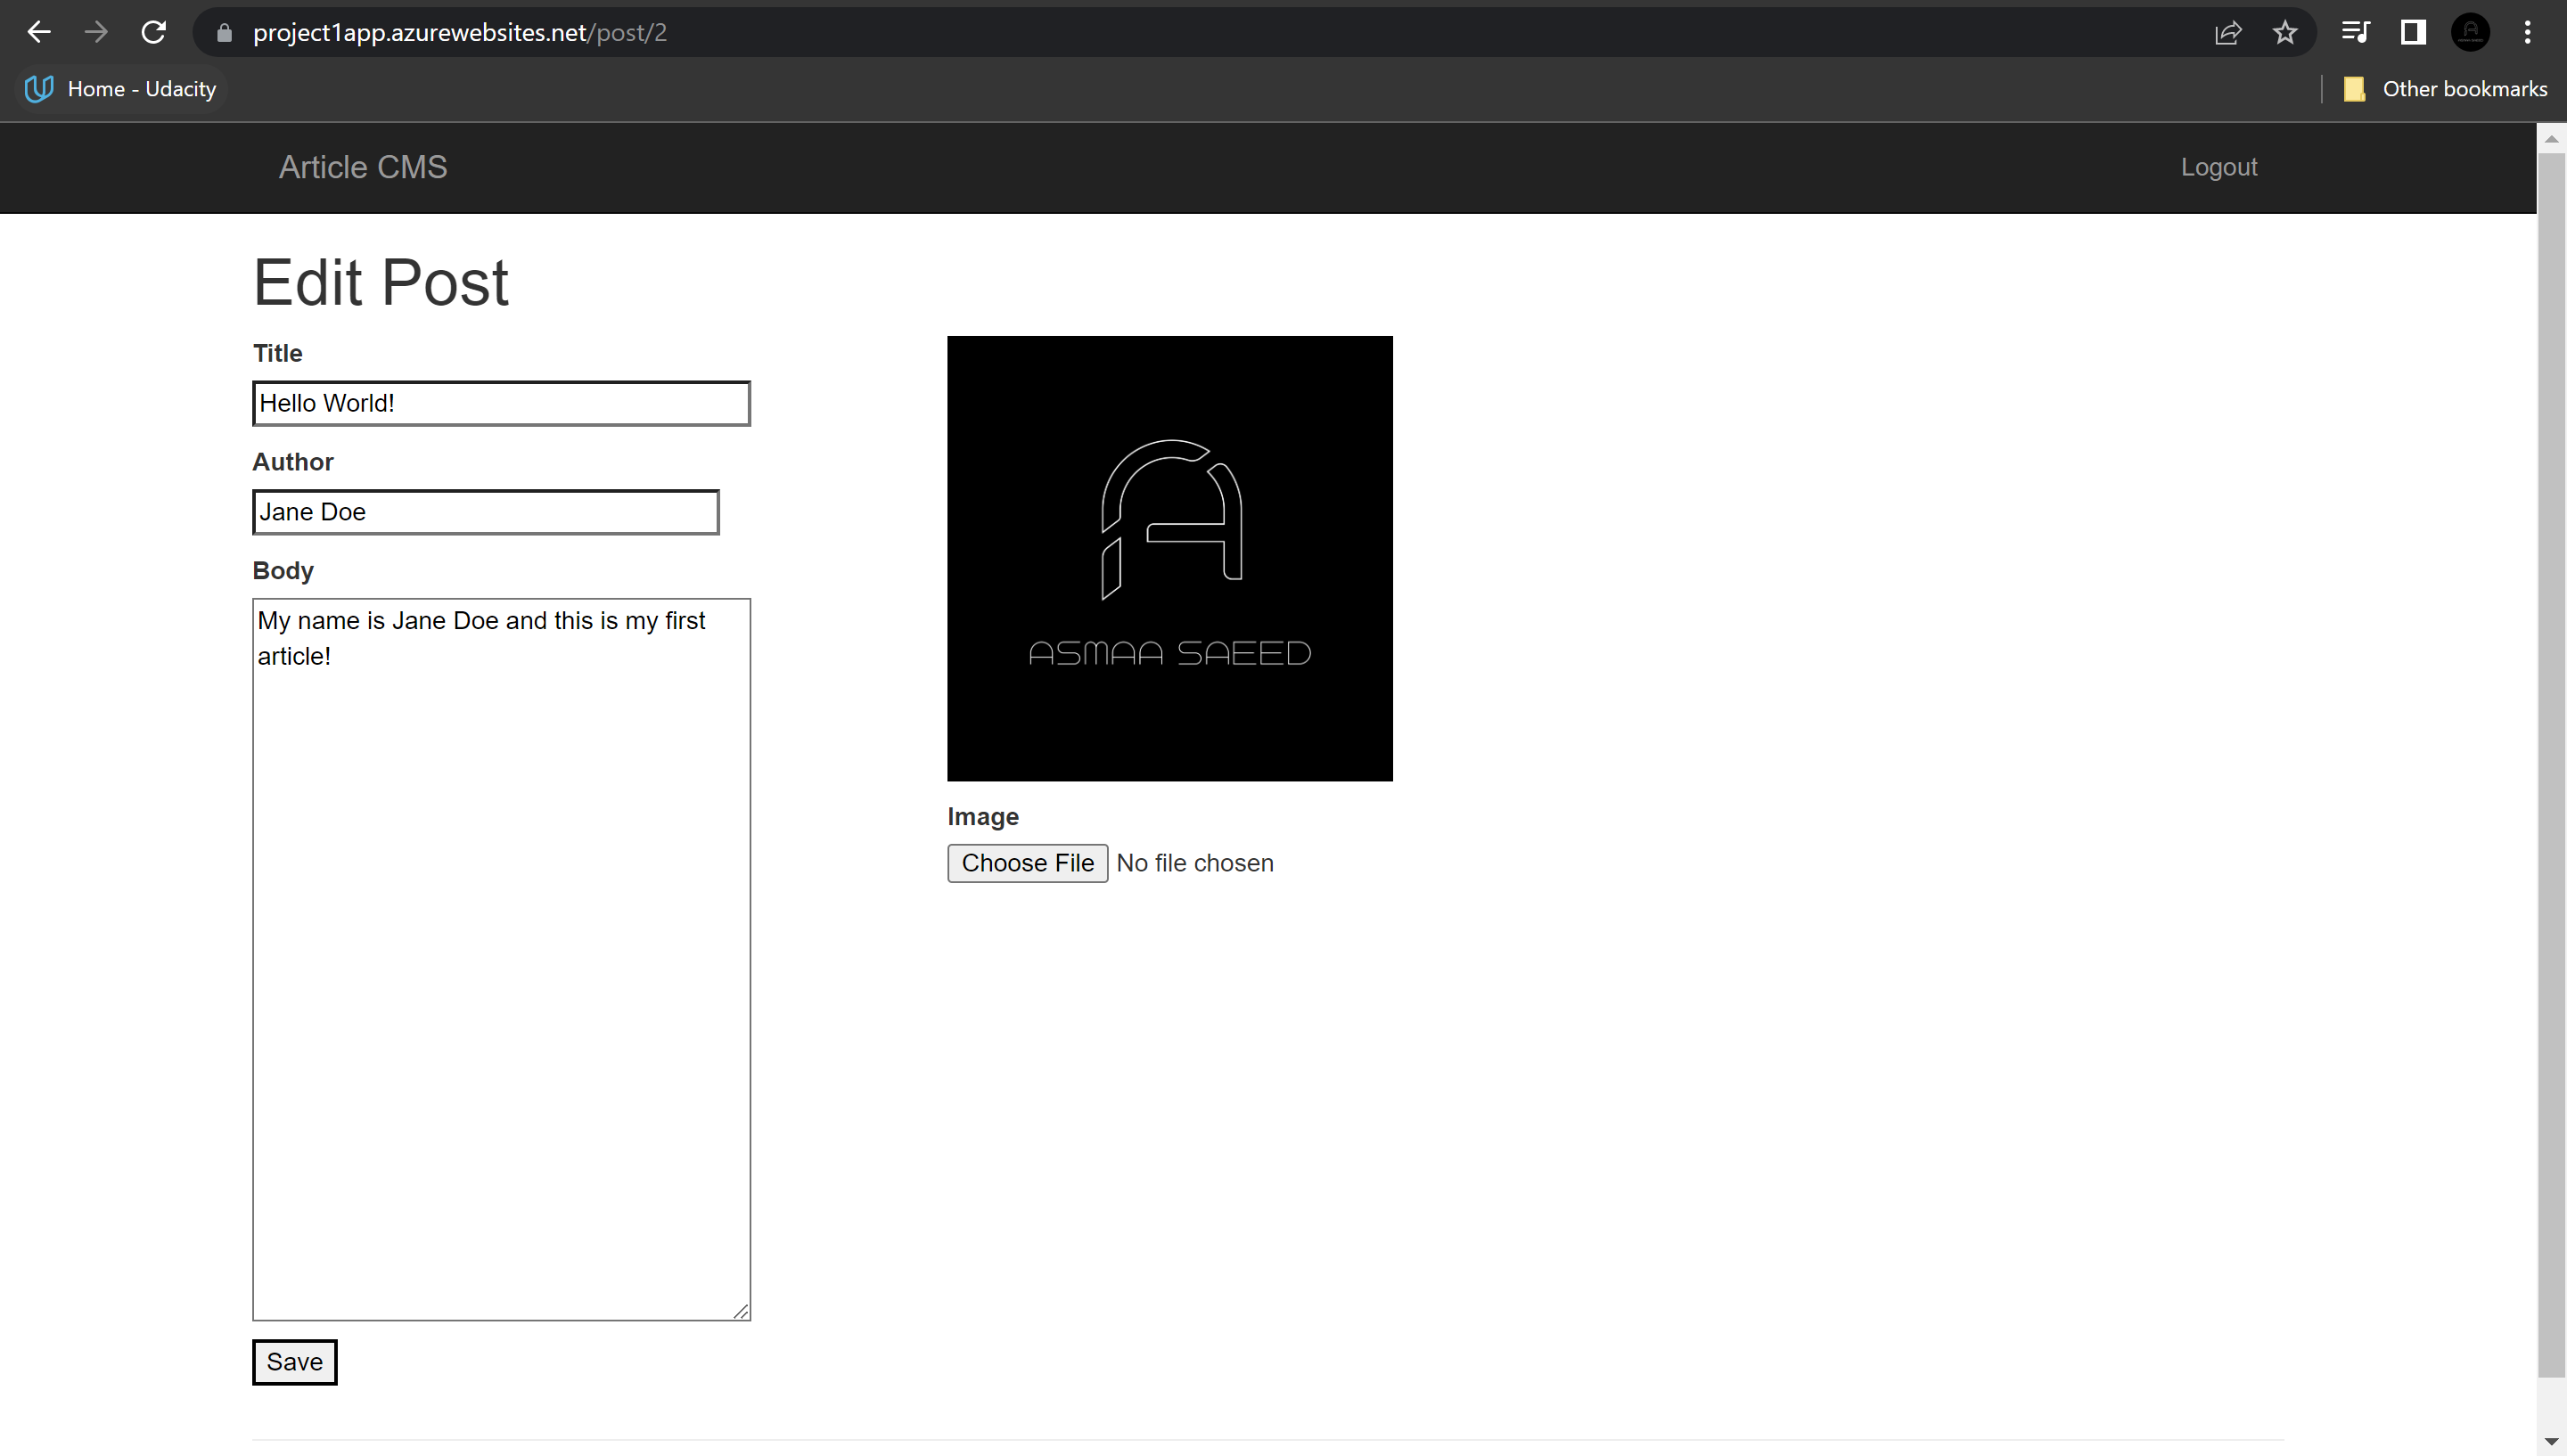 project1app.azurewebsites.net/post/2
Home - Udacity
Other bookmarks
Article CMS
Logout
Edit Post
Title
Hello World!
Author
Jane Doe
Body
My name is Jane Doe and this is my first
article!
ASMAA SAEED
Image
Choose File No file chosen
Save